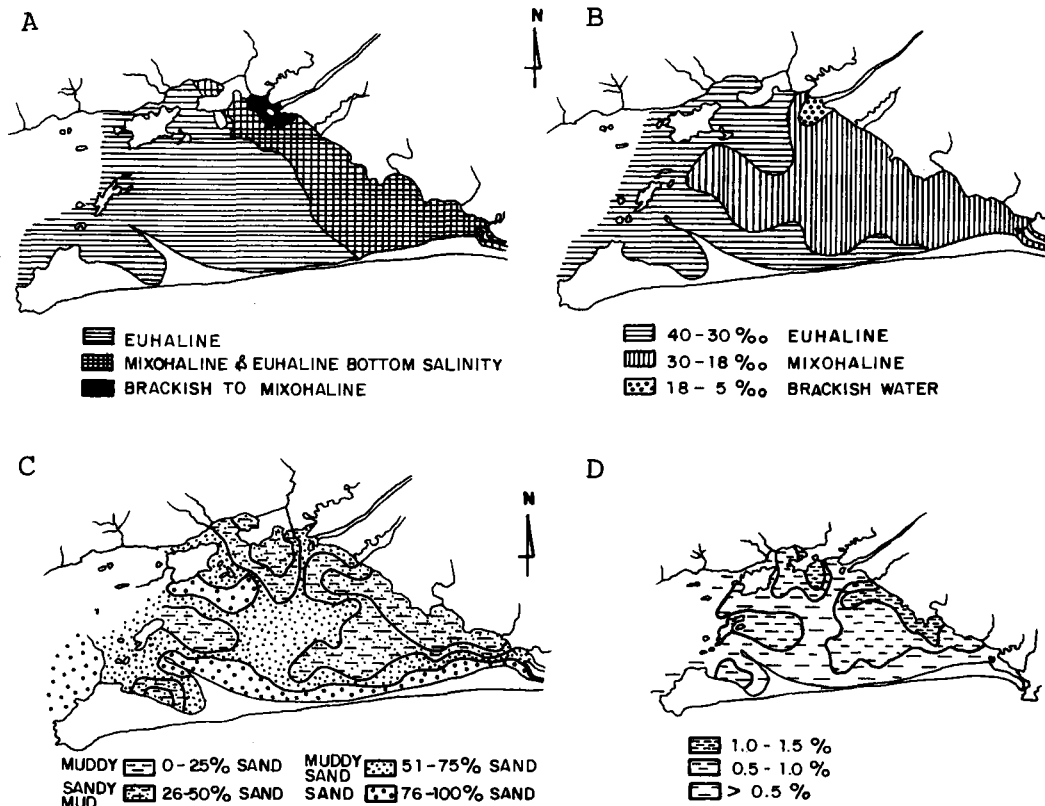 A
N
B
EUHALINE
MIXOHALINE & EUHALINE BOTTOM SALINITY
BRACKISH TO MIXOHALINE
40-30 %o EUHALINE
30-18 %o MIXOHALINE
18-5 %o BRACKISH WATER
C
N
D
MUDDY 0-25% SAND
SANDY MUD 26-50% SAND
MUDDY SAND 51-75% SAND
SAND 76-100% SAND
1.0-1.5 %
0.5-1.0 %
> 0.5 %